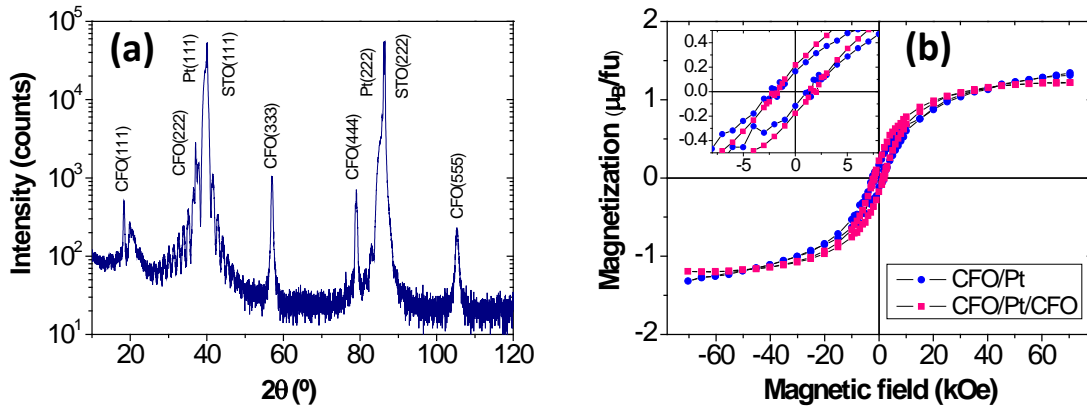 (a)
10^5
10^4
10^3
10^2
10^1
Intensity (counts)
CFO(111)
CFO(222)
Pt(111)
STO(111)
CFO(333)
CFO(444)
Pt(222)
STO(222)
CFO(555)
20 40 60 80 100 120
2θ (º)
(b)
2
1
0
-1
-2
Magnetization (μB/fu)
0.4
0.2
0.0
-0.2
-0.4
-5 0 5
CFO/Pt
CFO/Pt/CFO
-60 -40 -20 0 20 40 60
Magnetic field (kOe)